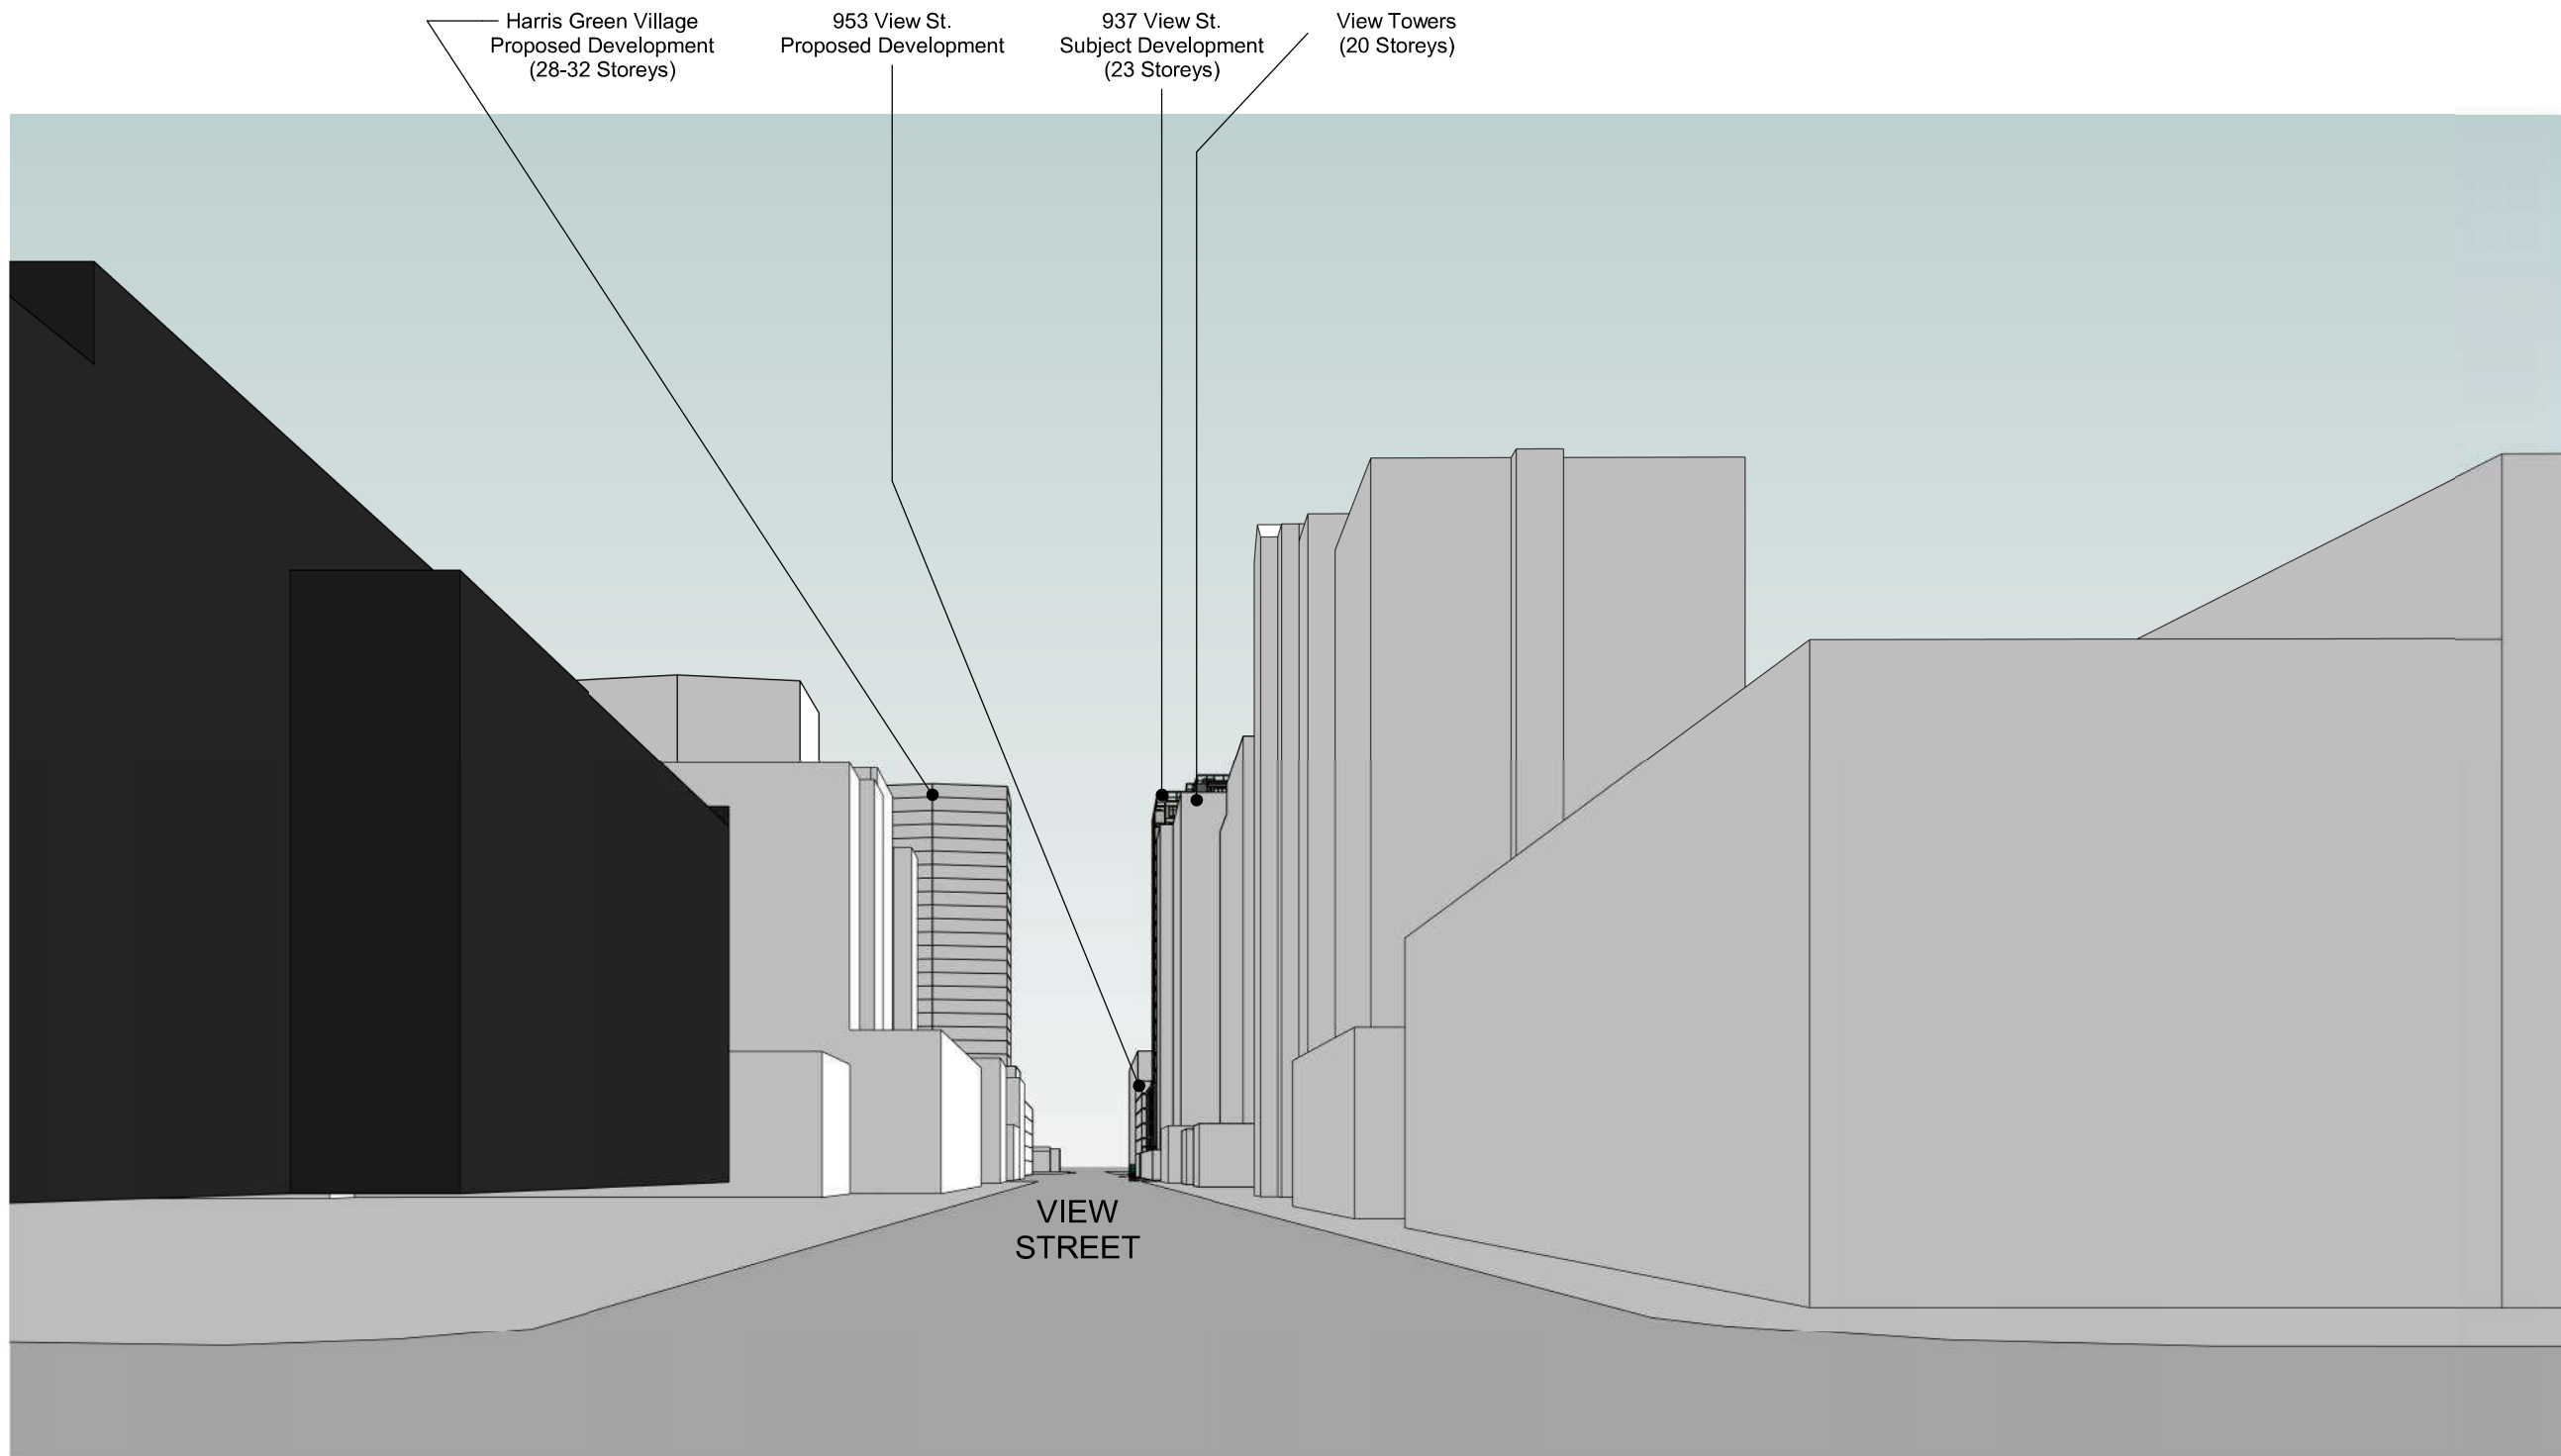 Harris Green Village
Proposed Development
(28-32 Storeys)
953 View St.
Proposed Development
937 View St.
Subject Development
(23 Storeys)
View Towers
(20 Storeys)
VIEW
STREET